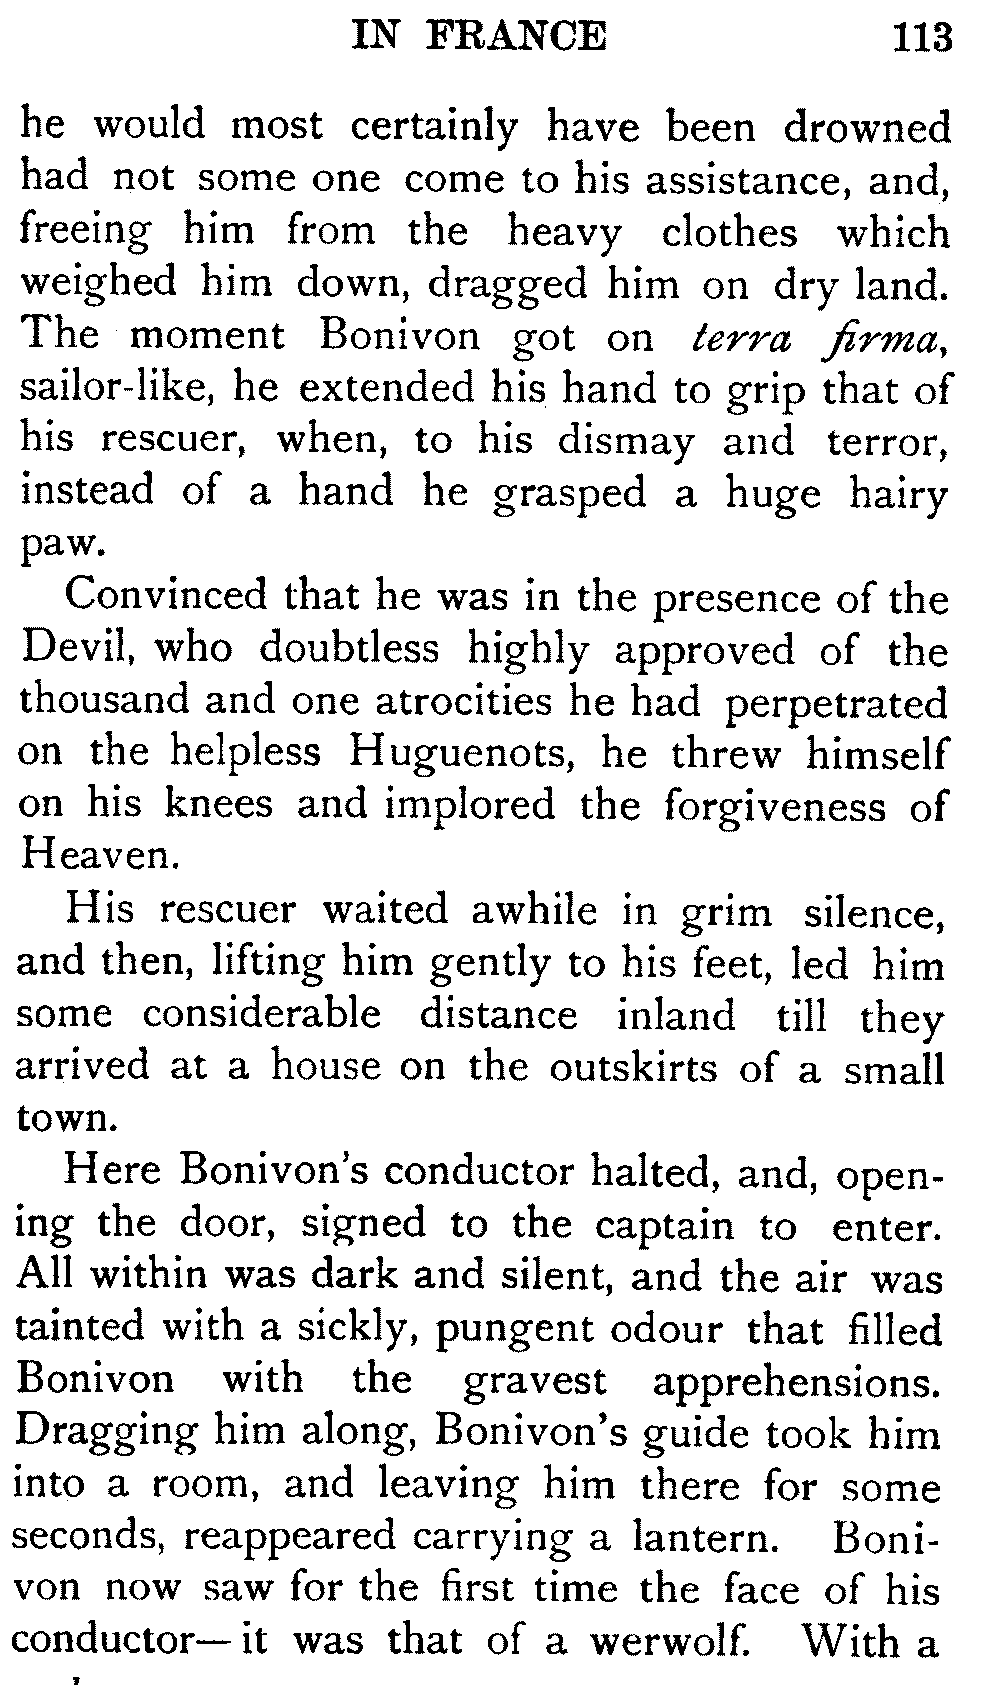 IN FRANCE 113
he would most certainly have been drowned
had not some one come to his assistance, and,
freeing him from the heavy clothes which
weighed him down, dragged him on dry land.
The moment Bonivon got on terra firma,
sailor-like, he extended his hand to grip that of
his rescuer, when, to his dismay and terror,
instead of a hand he grasped a huge hairy
paw.
Convinced that he was in the presence of the
Devil, who doubtless highly approved of the
thousand and one atrocities he had perpetrated
on the helpless Huguenots, he threw himself
on his knees and implored the forgiveness of
Heaven.
His rescuer waited awhile in grim silence,
and then, lifting him gently to his feet, led him
some considerable distance inland till they
arrived at a house on the outskirts of a small
town.
Here Bonivon's conductor halted, and, open-
ing the door, signed to the captain to enter.
All within was dark and silent, and the air was
tainted with a sickly, pungent odour that filled
Bonivon with the gravest apprehensions.
Dragging him along, Bonivon's guide took him
into a room, and leaving him there for some
seconds, reappeared carrying a lantern. Boni-
von now saw for the first time the face of his
conductor—it was that of a werwolf. With a